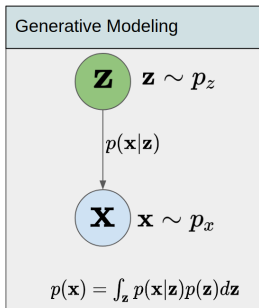 Generative Modeling
z z ∼ p_z
p(x|z)
x x ∼ p_x
p(x) = ∫_z p(x|z)p(z)dz